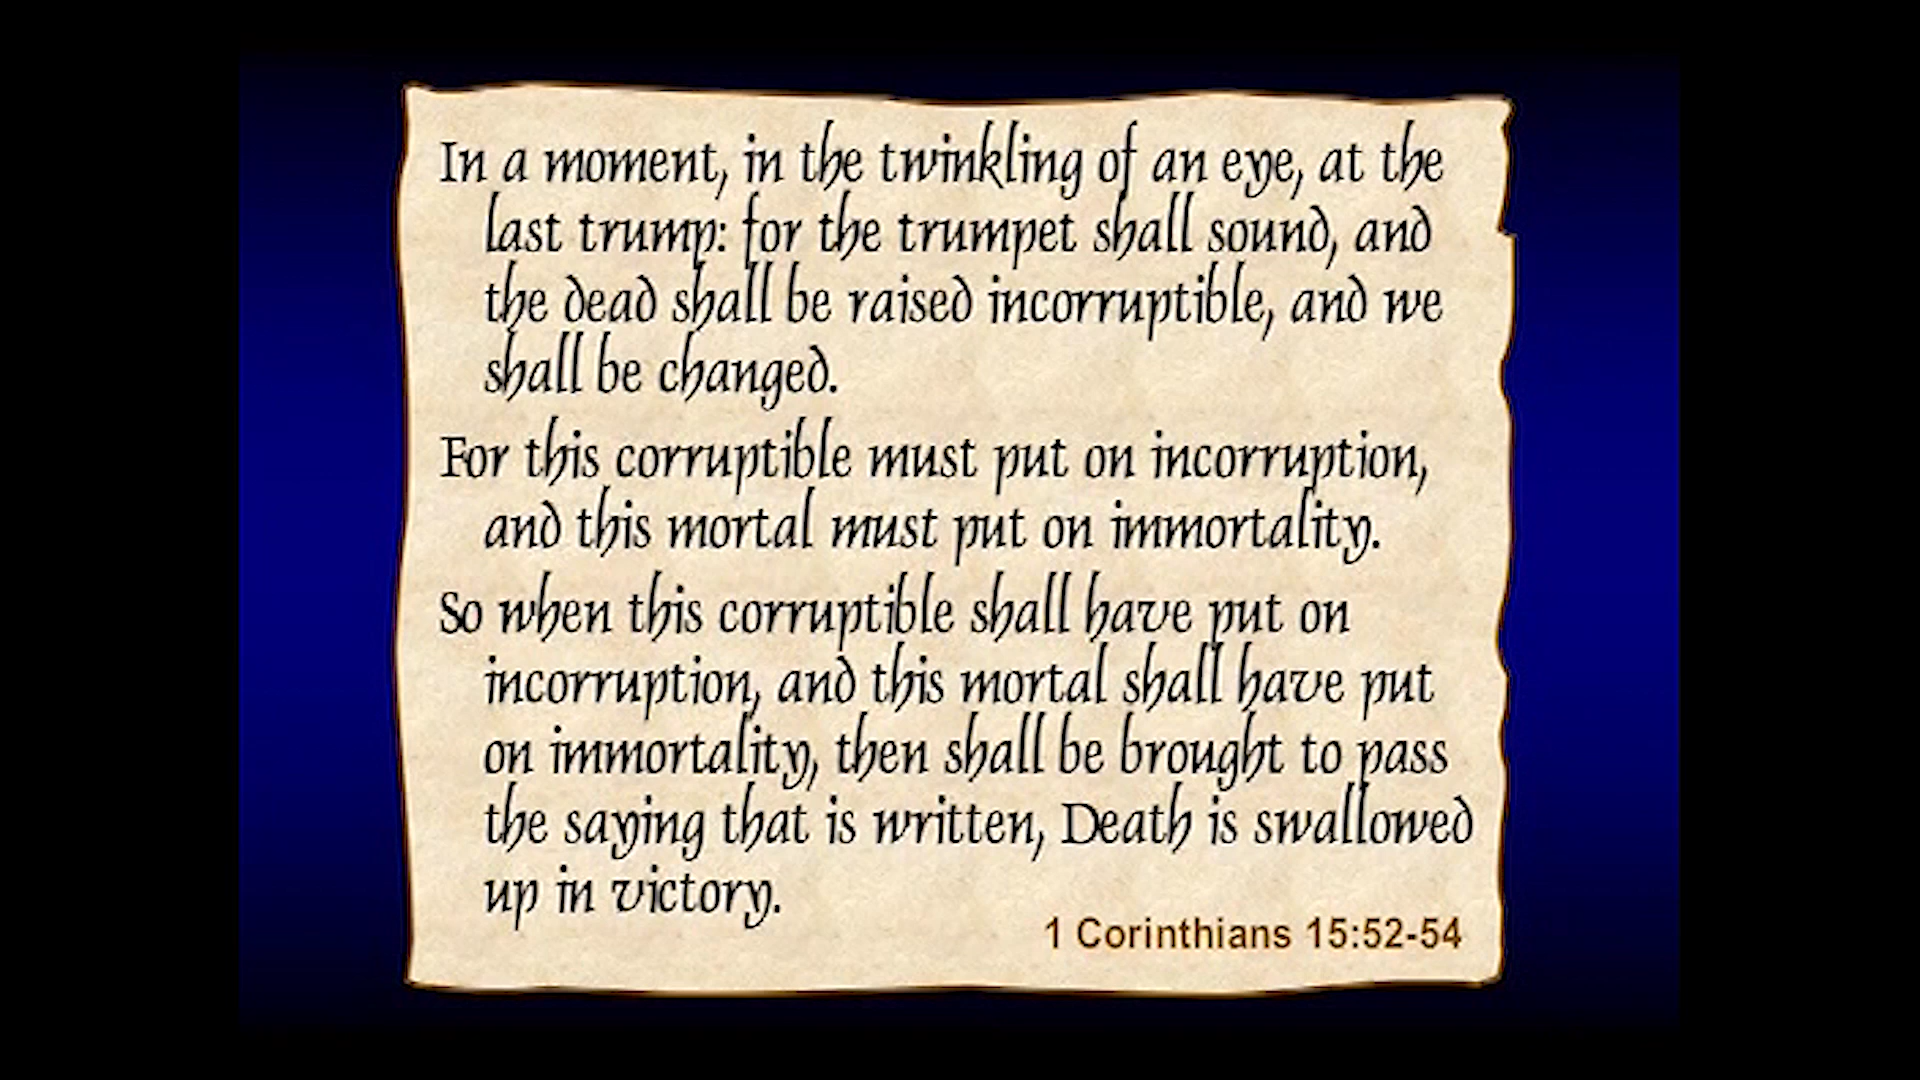 In a moment, in the twinkling of an eye, at the
last trump: for the trumpet shall sound, and
the dead shall be raised incorruptible, and we
shall be changed.
For this corruptible must put on incorruption,
and this mortal must put on immortality.
So when this corruptible shall have put on
incorruption, and this mortal shall have put
on immortality, then shall be brought to pass
the saying that is written, Death is swallowed
up in victory.
1 Corinthians 15:52-54